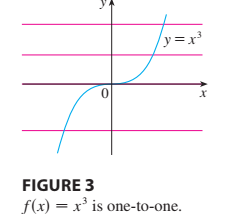 y
y = x³
0
x
FIGURE 3
f(x) = x³ is one-to-one.